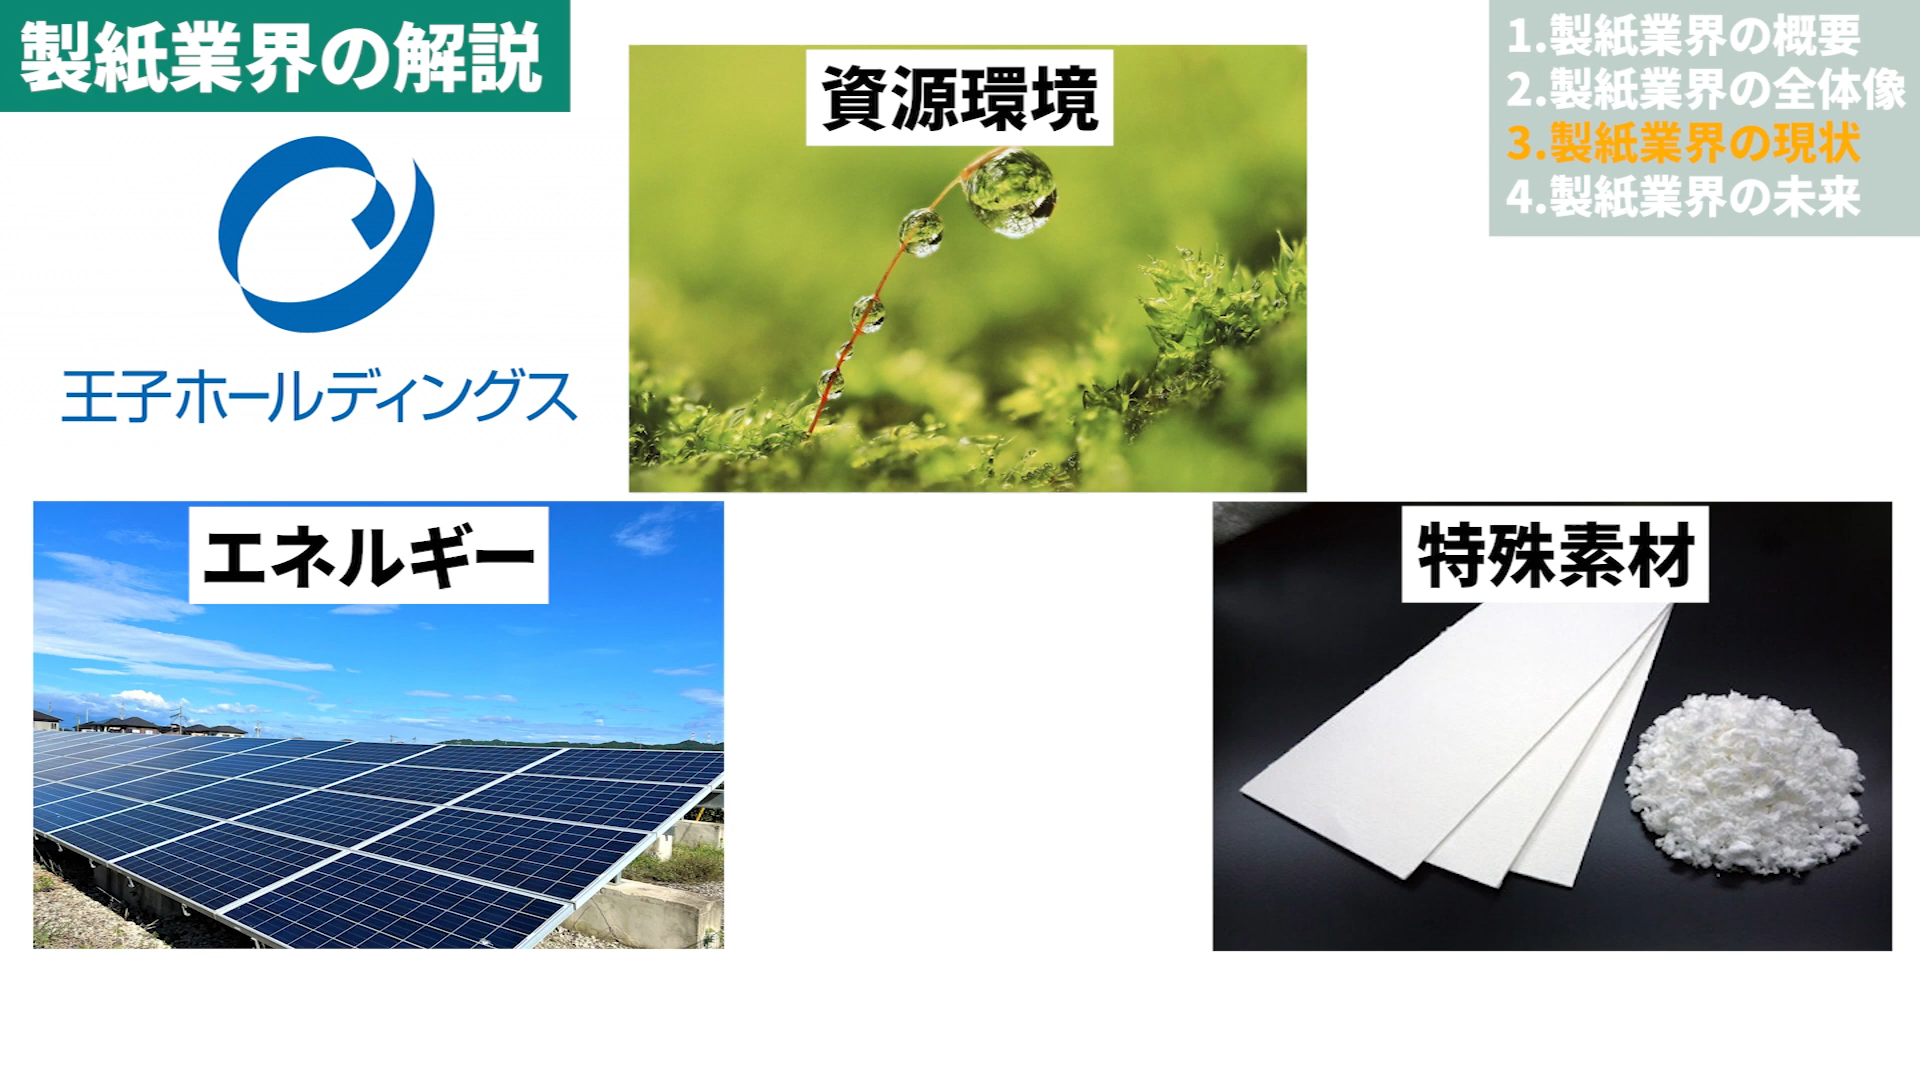 製紙業界の解説
1.製紙業界の概要
2.製紙業界の全体像
3.製紙業界の現状
4.製紙業界の未来
資源環境
王子ホールディングス
エネルギー
特殊素材